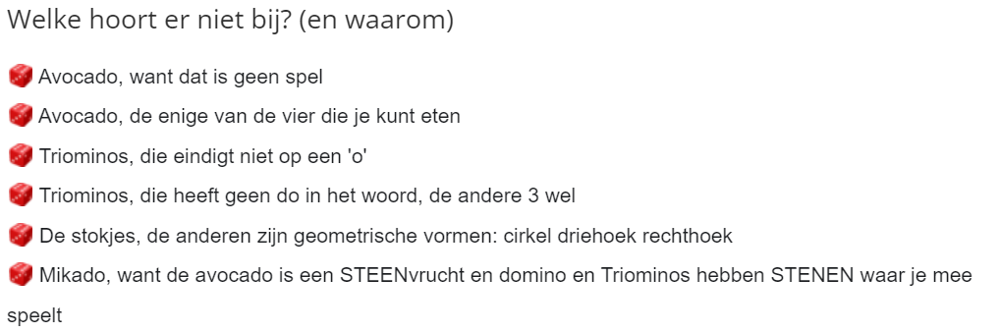 Welke hoort er niet bij? (en waarom)
Avocado, want dat is geen spel
Avocado, de enige van de vier die je kunt eten
Triominos, die eindigt niet op een 'o'
Triominos, die heeft geen do in het woord, de andere 3 wel
De stokjes, de anderen zijn geometrische vormen: cirkel driehoek rechthoek
Mikado, want de avocado is een STEENvrucht en domino en Triominos hebben STENEN waar je mee
speelt